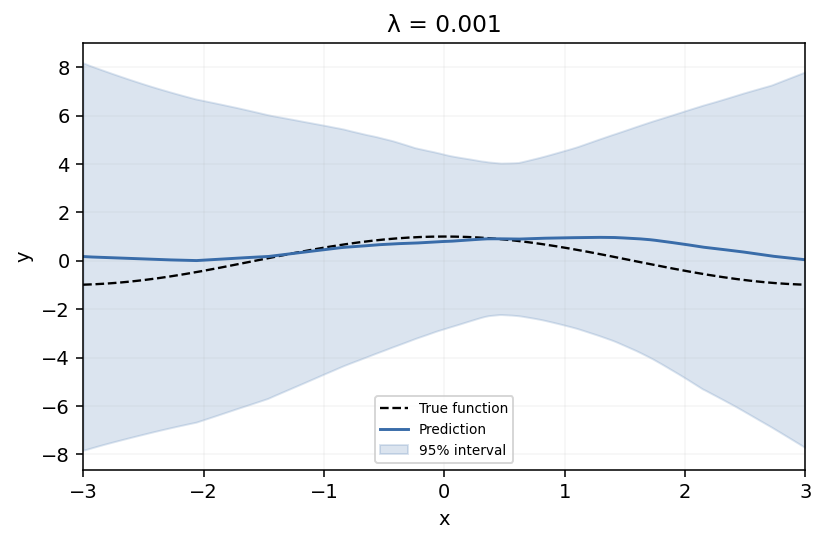 λ = 0.001
8
6
4
2
0
−2
−4
−6
−8
y
True function
Prediction
95% interval
−3 −2 −1 0 1 2 3
x